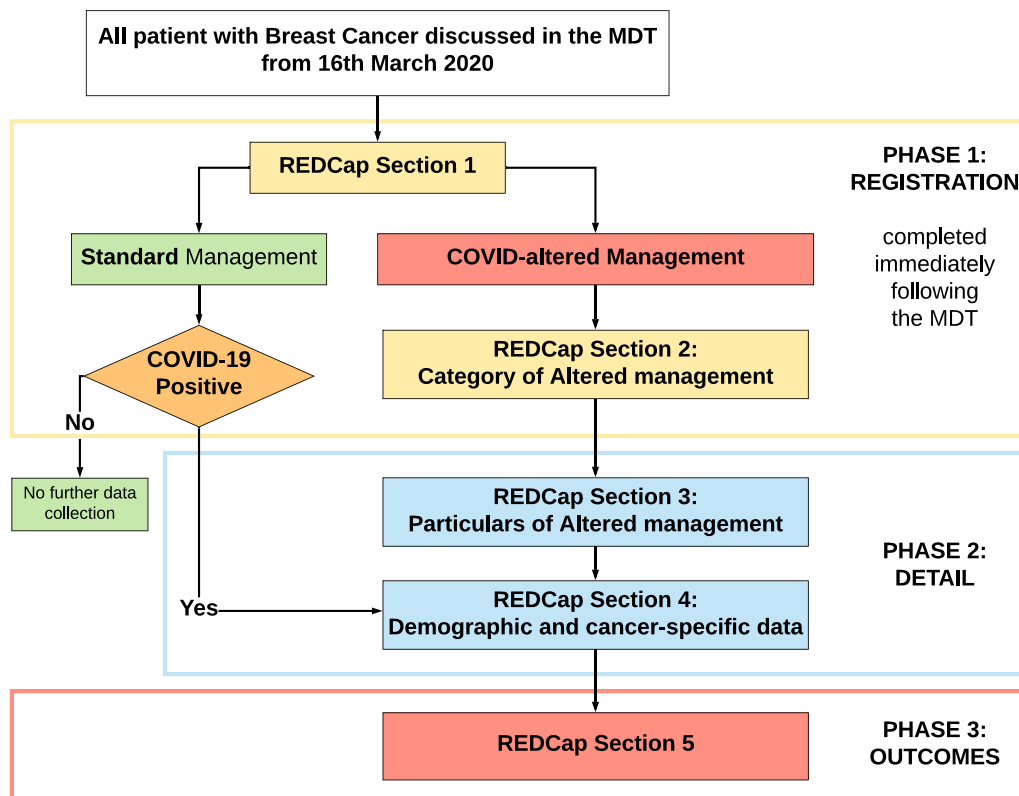 All patient with Breast Cancer discussed in the MDT
from 16th March 2020
REDCap Section 1
PHASE 1:
REGISTRATION
completed
immediately
following
the MDT
Standard Management
COVID-altered Management
COVID-19
Positive
REDCap Section 2:
Category of Altered management
No
No further data
collection
REDCap Section 3:
Particulars of Altered management
PHASE 2:
DETAIL
Yes
REDCap Section 4:
Demographic and cancer-specific data
REDCap Section 5
PHASE 3:
OUTCOMES